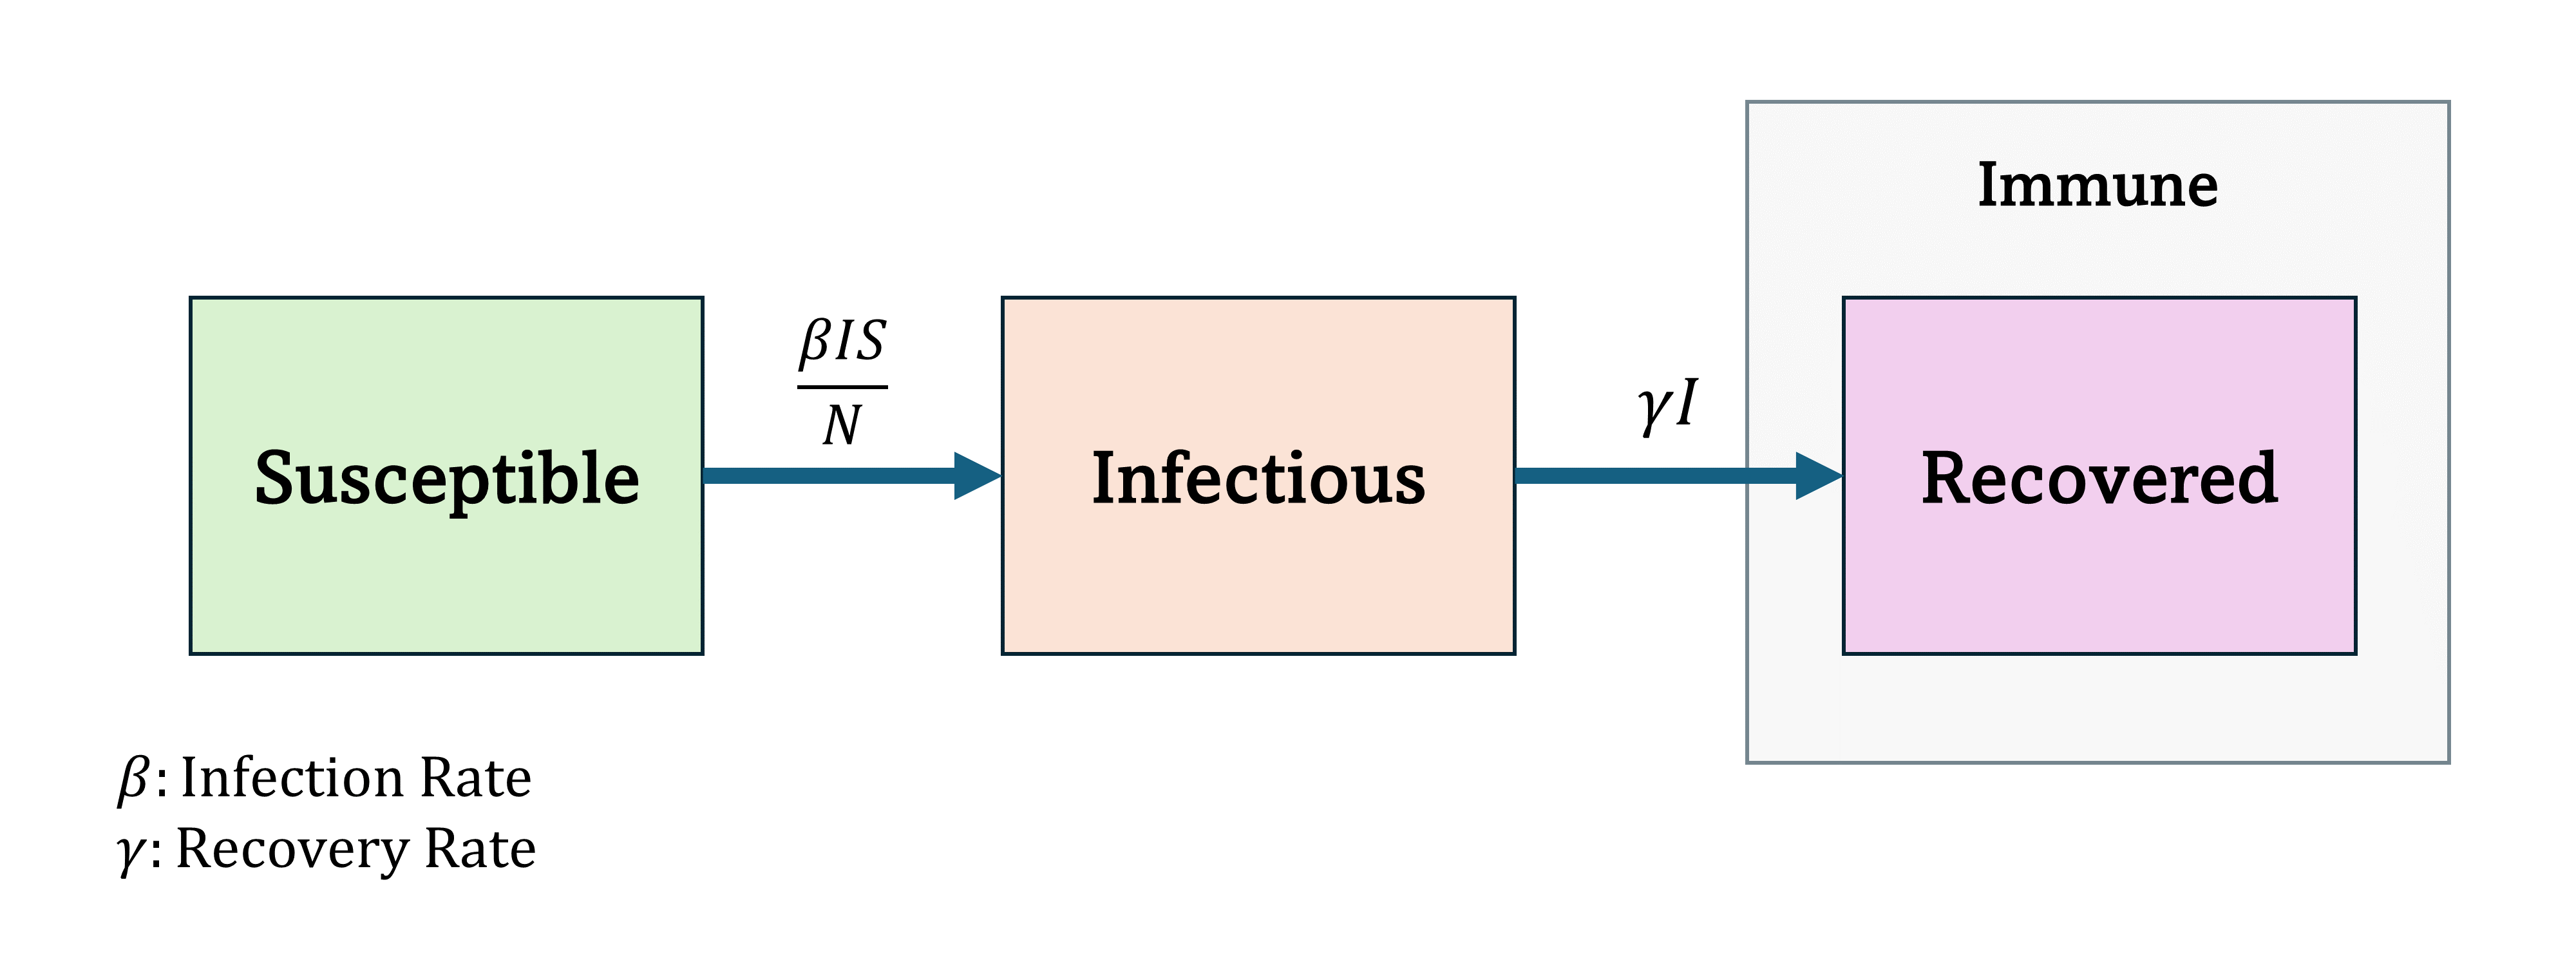 Immune
Susceptible
βIS
N
Infectious
γI
Recovered
β: Infection Rate
γ: Recovery Rate